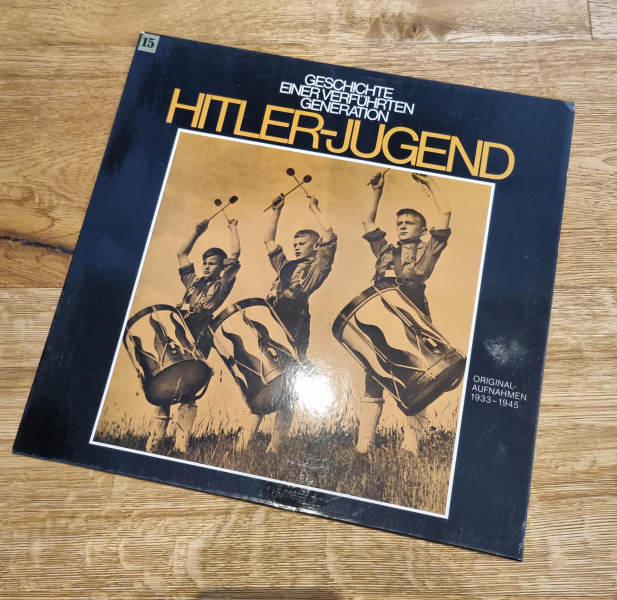 15
GESCHICHTE
EINER VERFÜHRTEN
GENERATION
HITLER-JUGEND
ORIGINAL-
AUFNAHMEN
1933-1945